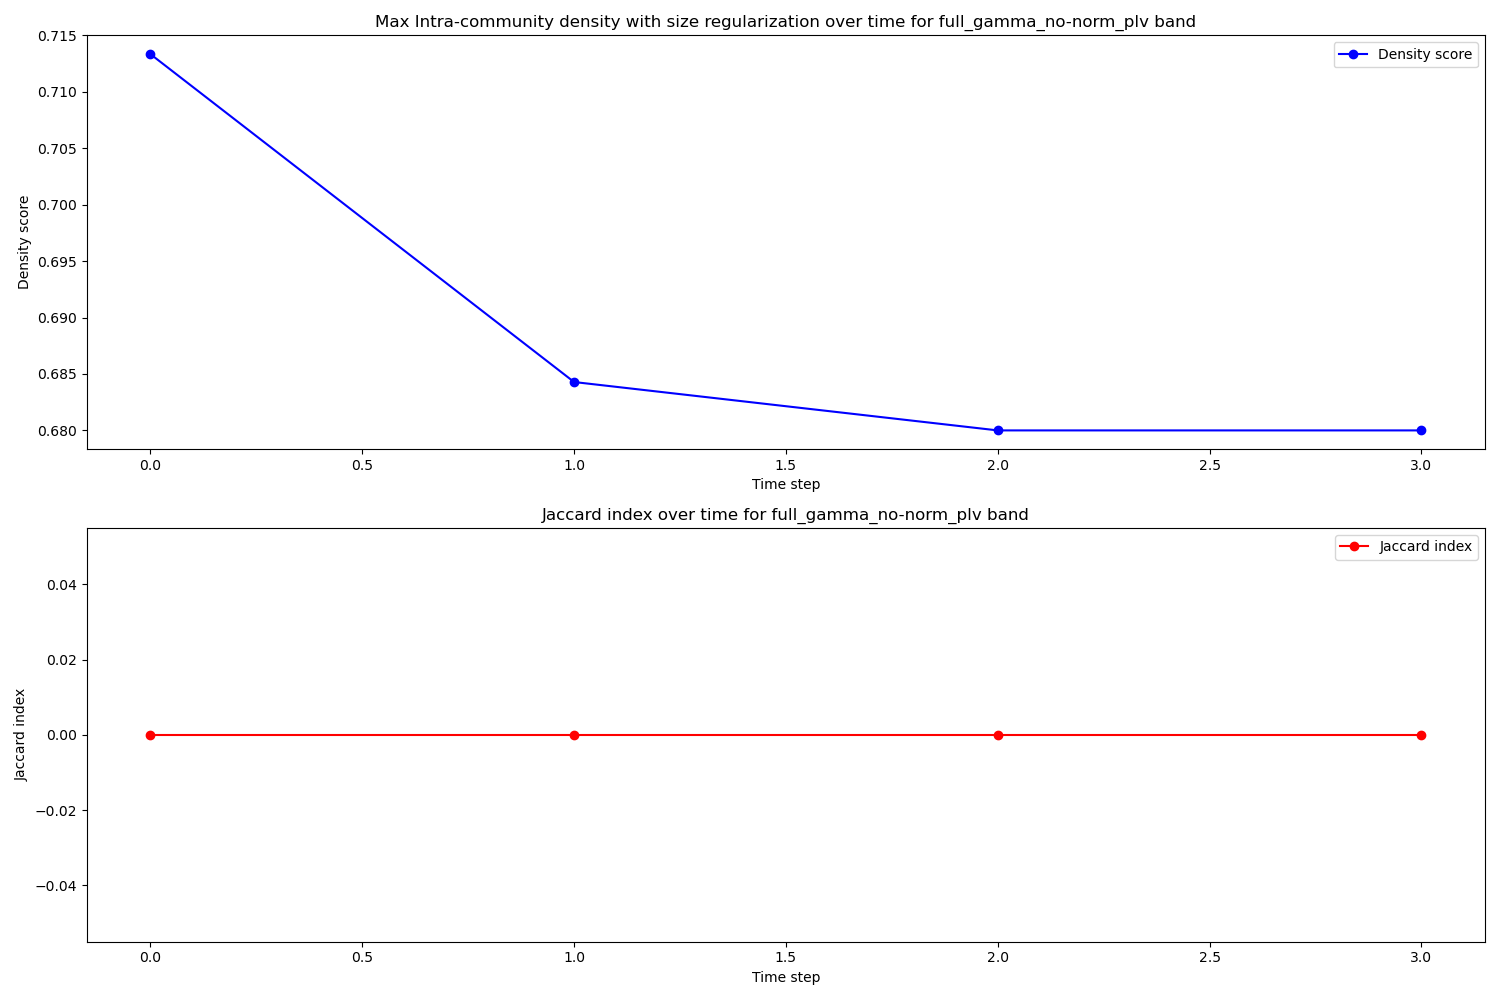 Max Intra-community density with size regularization over time for full_gamma_no-norm_plv band
0.715
0.710
0.705
0.700
0.695
0.690
0.685
0.680
Density score
Density score
0.0 0.5 1.0 1.5 2.0 2.5 3.0
Time step
Jaccard index over time for full_gamma_no-norm_plv band
0.04
0.02
0.00
−0.02
−0.04
Jaccard index
Jaccard index
0.0 0.5 1.0 1.5 2.0 2.5 3.0
Time step